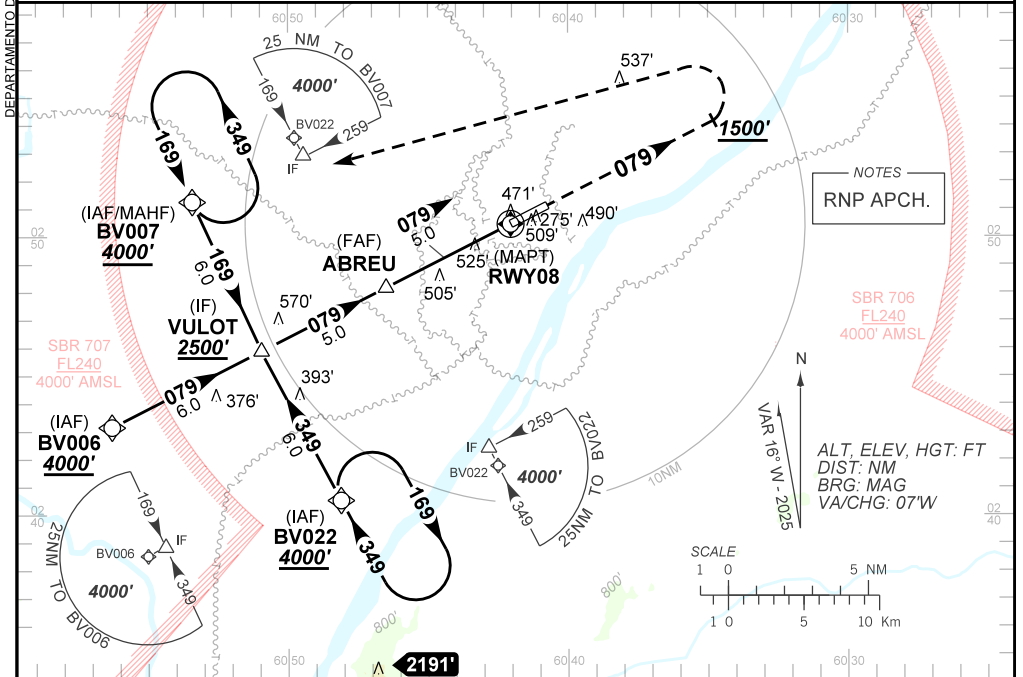 DEPARTAMENTO D
60 50
60 40
60 30
25 NM TO BV007
4000'
169
259
BV022
IF
537'
1500'
349
169
079
NOTES
RNP APCH.
(IAF/MAHF)
BV007
4000'
471'
275'
490'
509'
525'
505'
(MAPT)
RWY08
079
5.0
(FAF)
ABREU
02
50
02
50
169
6.0
(IF)
VULOT
2500'
570'
079
5.0
SBR 706
FL240
4000' AMSL
SBR 707
FL240
4000' AMSL
N
393'
376'
079
6.0
349
6.0
(IAF)
BV006
4000'
VAR 16° W - 2025
ALT, ELEV, HGT: FT
DIST: NM
BRG: MAG
VA/CHG: 07'W
259
IF
BV022
4000'
349
25NM TO BV022
10NM
(IAF)
BV022
4000'
169
349
02
40
02
40
169
IF
BV006
4000'
349
25NM TO BV006
SCALE
1 0 5 NM
1 0 5 10 Km
800'
800'
60 50
60 40
60 30
2191'